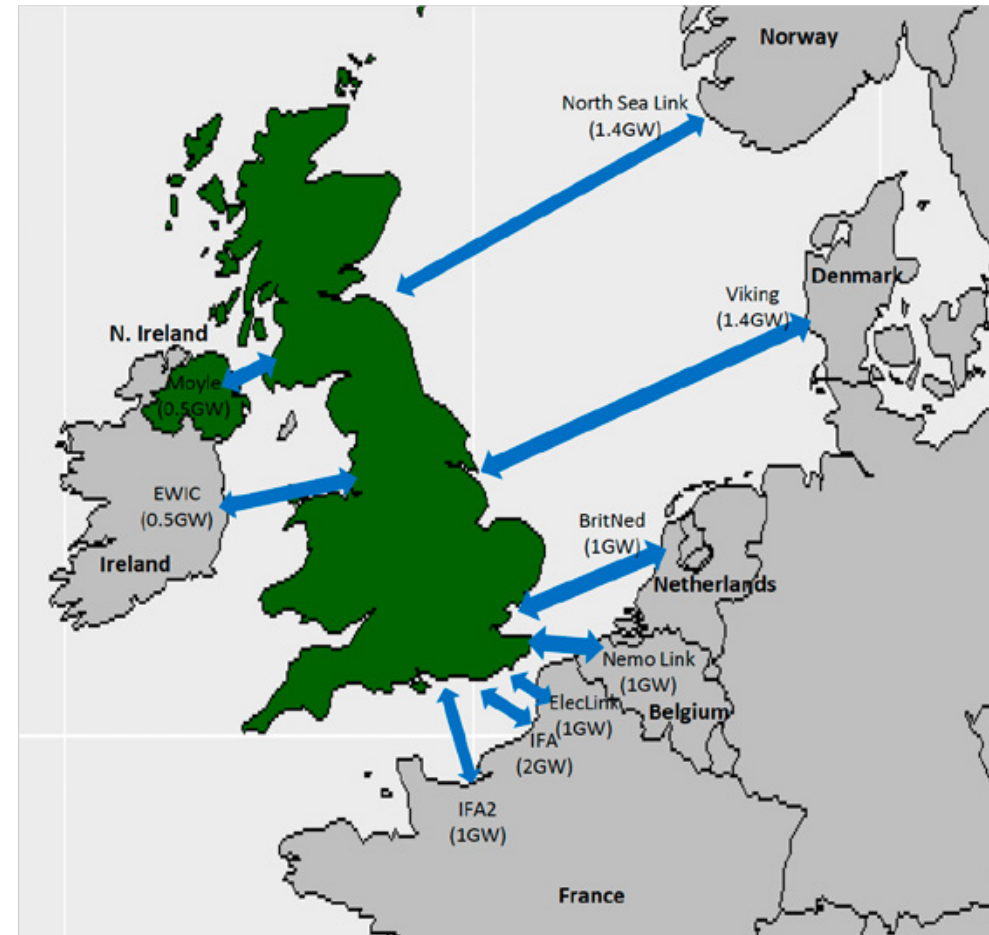 Norway
North Sea Link
(1.4GW)
Denmark
Viking
(1.4GW)
N. Ireland
Moyle
(0.5GW)
EWIC
(0.5GW)
Ireland
BritNed
(1GW)
Netherlands
Nemo Link
(1GW)
ElecLink
(1GW)
Belgium
IFA
(2GW)
IFA2
(1GW)
France